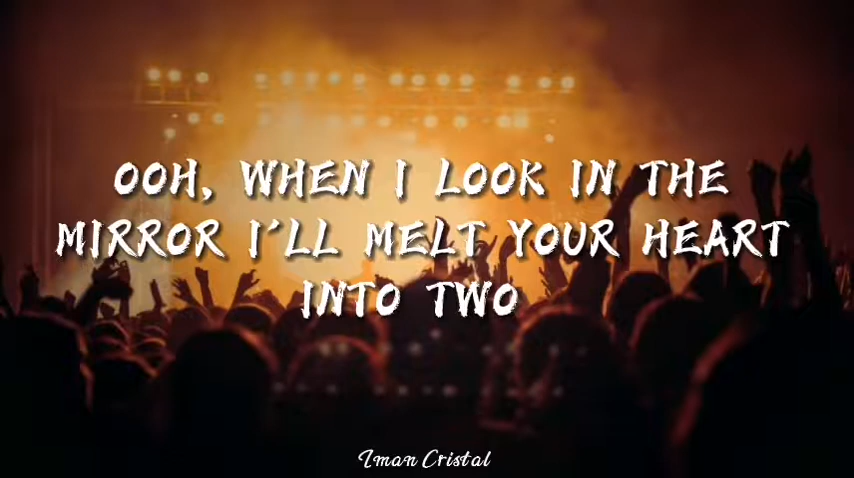 OOH, WHEN I LOOK IN THE
MIRROR I'LL MELT YOUR HEART
INTO TWO
Iman Cristal